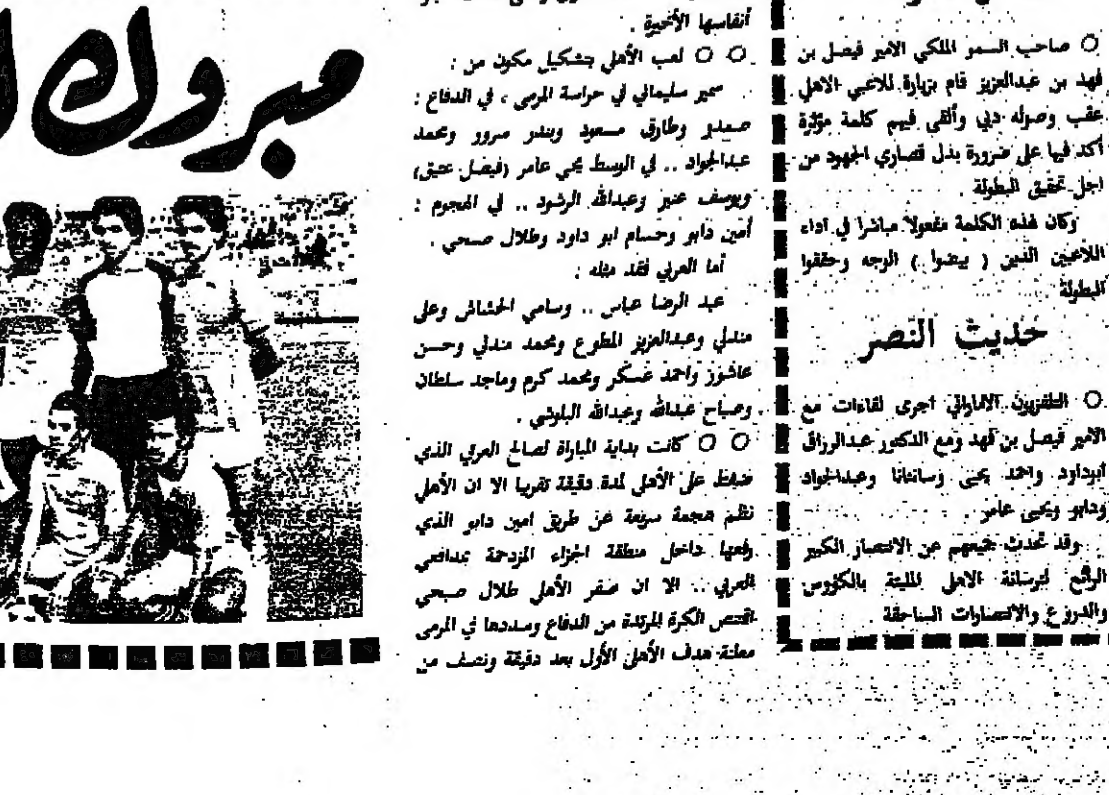 ○ صاحب السمو الملكي الامير فيصل بن
فهد بن عبدالعزيز قام بزيارة للاعبي الاهلي
عقب وصوله دبي وألقى فيهم كلمة مؤثرة
أكد فيها على ضرورة بذل قصارى الجهود من
اجل تحقيق البطولة .
وكان لهذه الكلمة مفعولا مباشرا في اداء
اللاعبين الذين ( بيضوا ) الوجه وحققوا
البطولة
حديث النصر
○ التلفزيون الاماراتي اجرى لقاءات مع
الامير فيصل بن فهد ومع الدكتور عبدالرزاق
ابوداود واحمد يحيى وسانتانا وعبدالجواد
ودابو ويحيى عامر .
وقد تحدث جميعهم عن الانتصار الكبير
الرائع لترسانة الاهلي المليئة بالكؤوس
والدروع والانتصارات الساحقة
أنفاسها الأخيرة .
○ ○ لعب الأهلي بتشكيل مكون من :
سمير سليماني في حراسة المرمى ، في الدفاع :
صميدو وطارق مسعود وبندر سرور ومحمد
عبدالجواد .. في الوسط يحي عامر (فيصل عتيق)
ويوسف عنبر وعبدالله الرشود .. في الهجوم :
أمين دابو وحسام ابو داود وطلال صبحي .
أما العربي فقد مثله :
عبد الرضا عباس .. وسامي الحشاش وعلى
مندلي وعبدالعزيز المطوع ومحمد مندلي وحسن
عاشور واحمد عسكر ومحمد كرم وماجد سلطان
وصباح عبدالله وعبدالله البلوشي .
○ ○ كانت بداية المباراة لصالح العربي الذي
ضغط على الأهلى لمدة دقيقة تقريبا الا ان الأهلي
نظم هجمة سريعة عن طريق امين دابو الذي
رفعها داخل منطقة الجزاء المزدحمة بمدافعي
العربي .. الا ان صقر الأهلي طلال صبحي
اقتنص الكرة المرتدة من الدفاع وسددها في المرمى
معلنة هدف الأهلي الأول بعد دقيقة ونصف من
مبروك